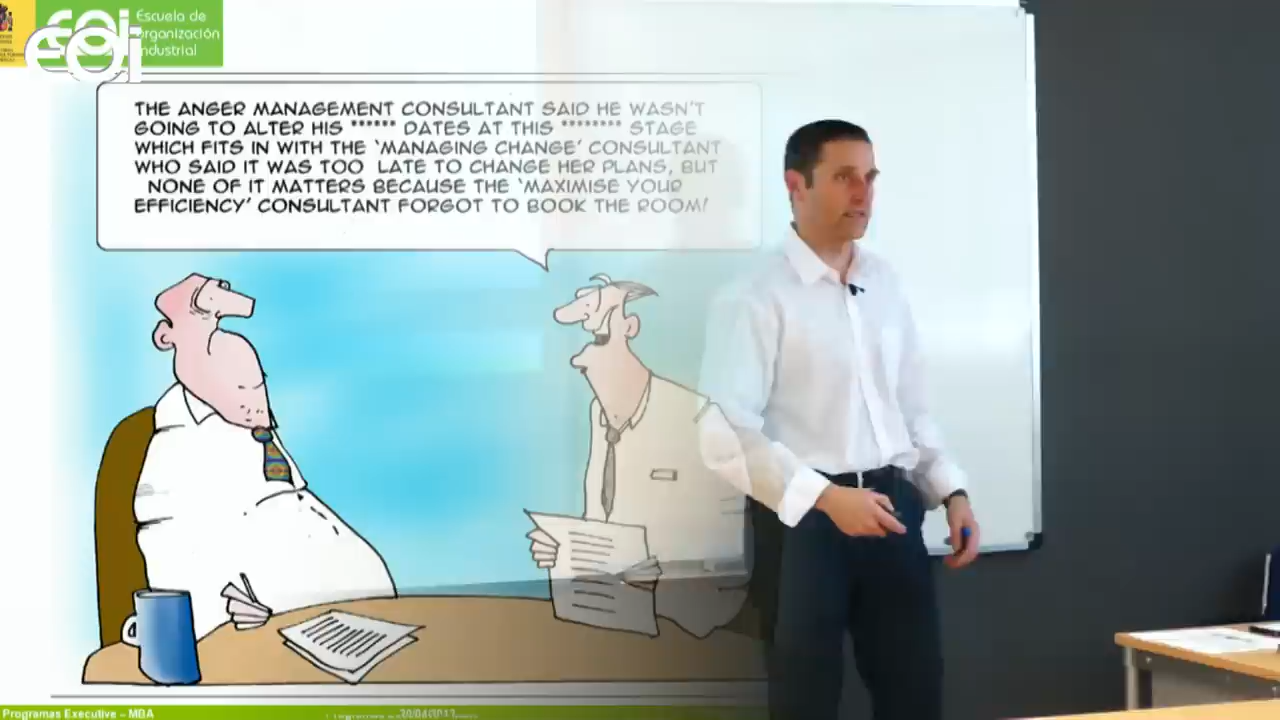 eoi
eoi
Escuela de
organización
industrial
THE ANGER MANAGEMENT CONSULTANT SAID HE WASN'T
GOING TO ALTER HIS ****** DATES AT THIS ******** STAGE
WHICH FITS IN WITH THE 'MANAGING CHANGE' CONSULTANT
WHO SAID IT WAS TOO LATE TO CHANGE HER PLANS, BUT
NONE OF IT MATTERS BECAUSE THE 'MAXIMISE YOUR
EFFICIENCY' CONSULTANT FORGOT TO BOOK THE ROOM!
Programas Executive – MBA